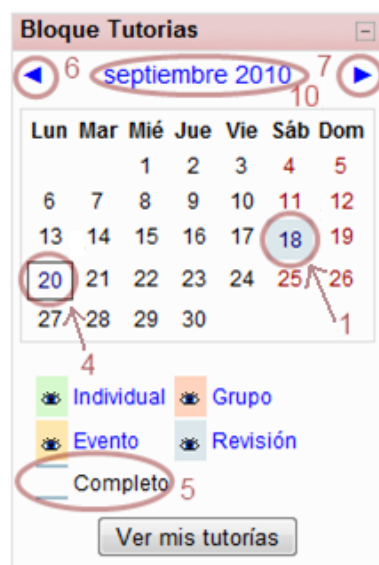 Bloque Tutorias
6 septiembre 2010 7
10
Lun Mar Mié Jue Vie Sáb Dom
1 2 3 4 5
6 7 8 9 10 11 12
13 14 15 16 17 18 19
20 21 22 23 24 25 26
27 28 29 30 1
4
Individual Grupo
Evento Revisión
Completo 5
Ver mis tutorías